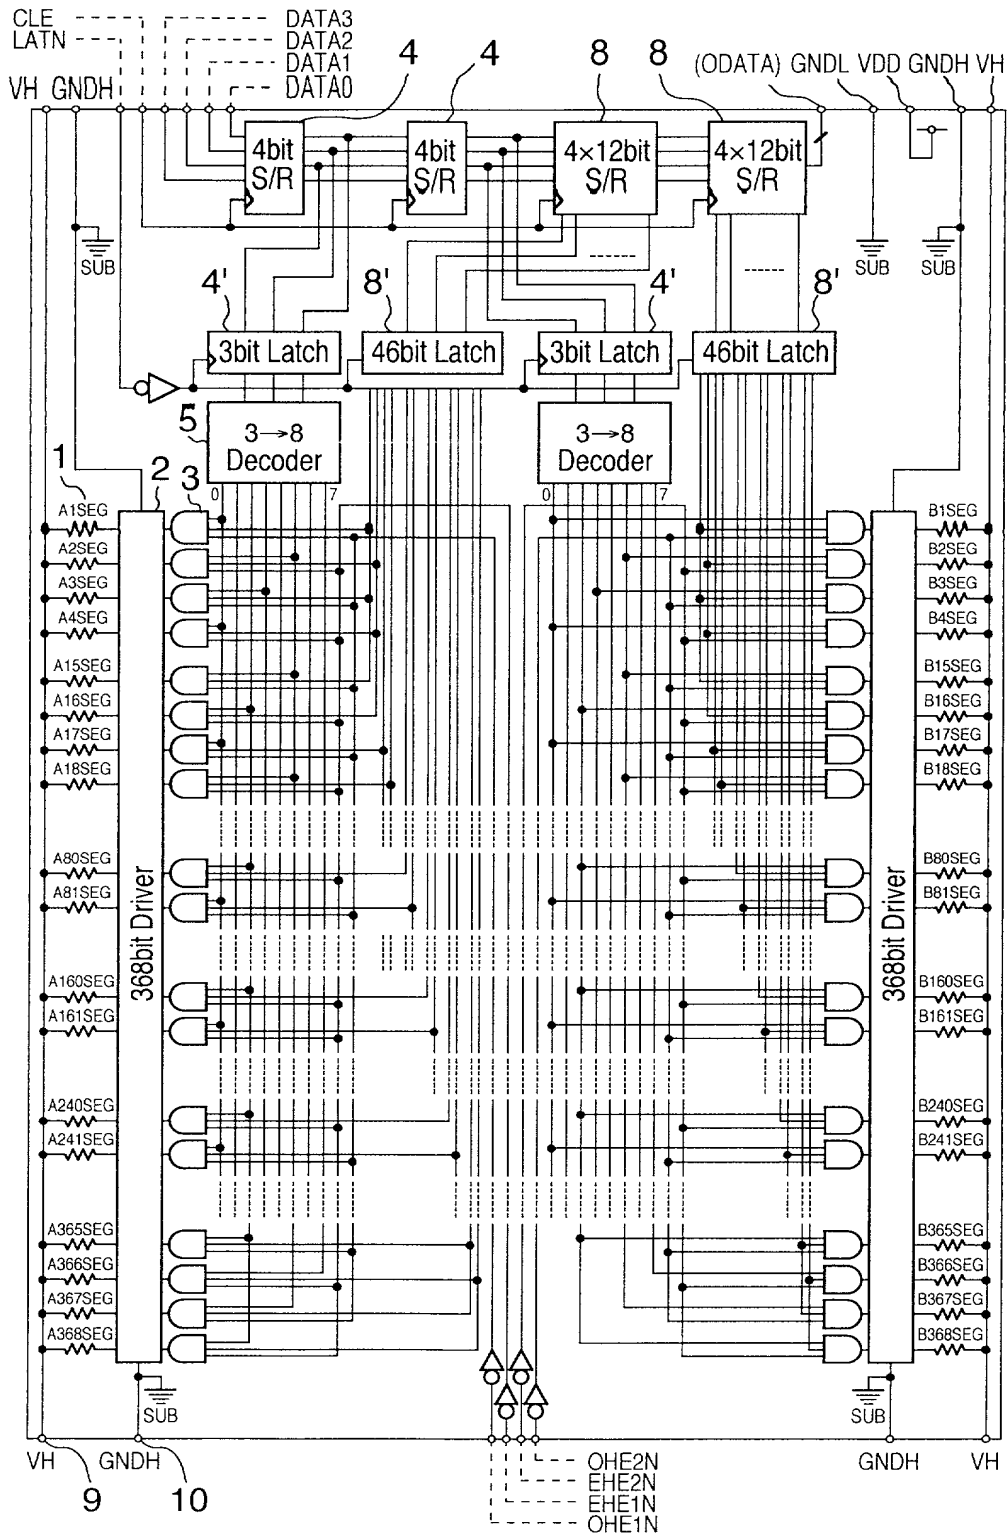 CLE DATA3
LATN DATA2
DATA1
DATA0
4 4 8 8
VH GNDH (ODATA) GNDL VDD GNDH VH
4bit S/R
4bit S/R
4×12bit S/R
4×12bit S/R
SUB SUB SUB
4' 8' 4' 8'
3bit Latch 46bit Latch 3bit Latch 46bit Latch
5
3→8 Decoder
3→8 Decoder
0 7 0 7
1 2 3
A1SEG B1SEG
A2SEG B2SEG
A3SEG B3SEG
A4SEG B4SEG
A15SEG B15SEG
A16SEG B16SEG
A17SEG B17SEG
A18SEG B18SEG
A80SEG B80SEG
A81SEG B81SEG
368bit Driver 368bit Driver
A160SEG B160SEG
A161SEG B161SEG
A240SEG B240SEG
A241SEG B241SEG
A365SEG B365SEG
A366SEG B366SEG
A367SEG B367SEG
A368SEG B368SEG
SUB SUB
VH GNDH GNDH VH
OHE2N
EHE2N
9 10
EHE1N
OHE1N